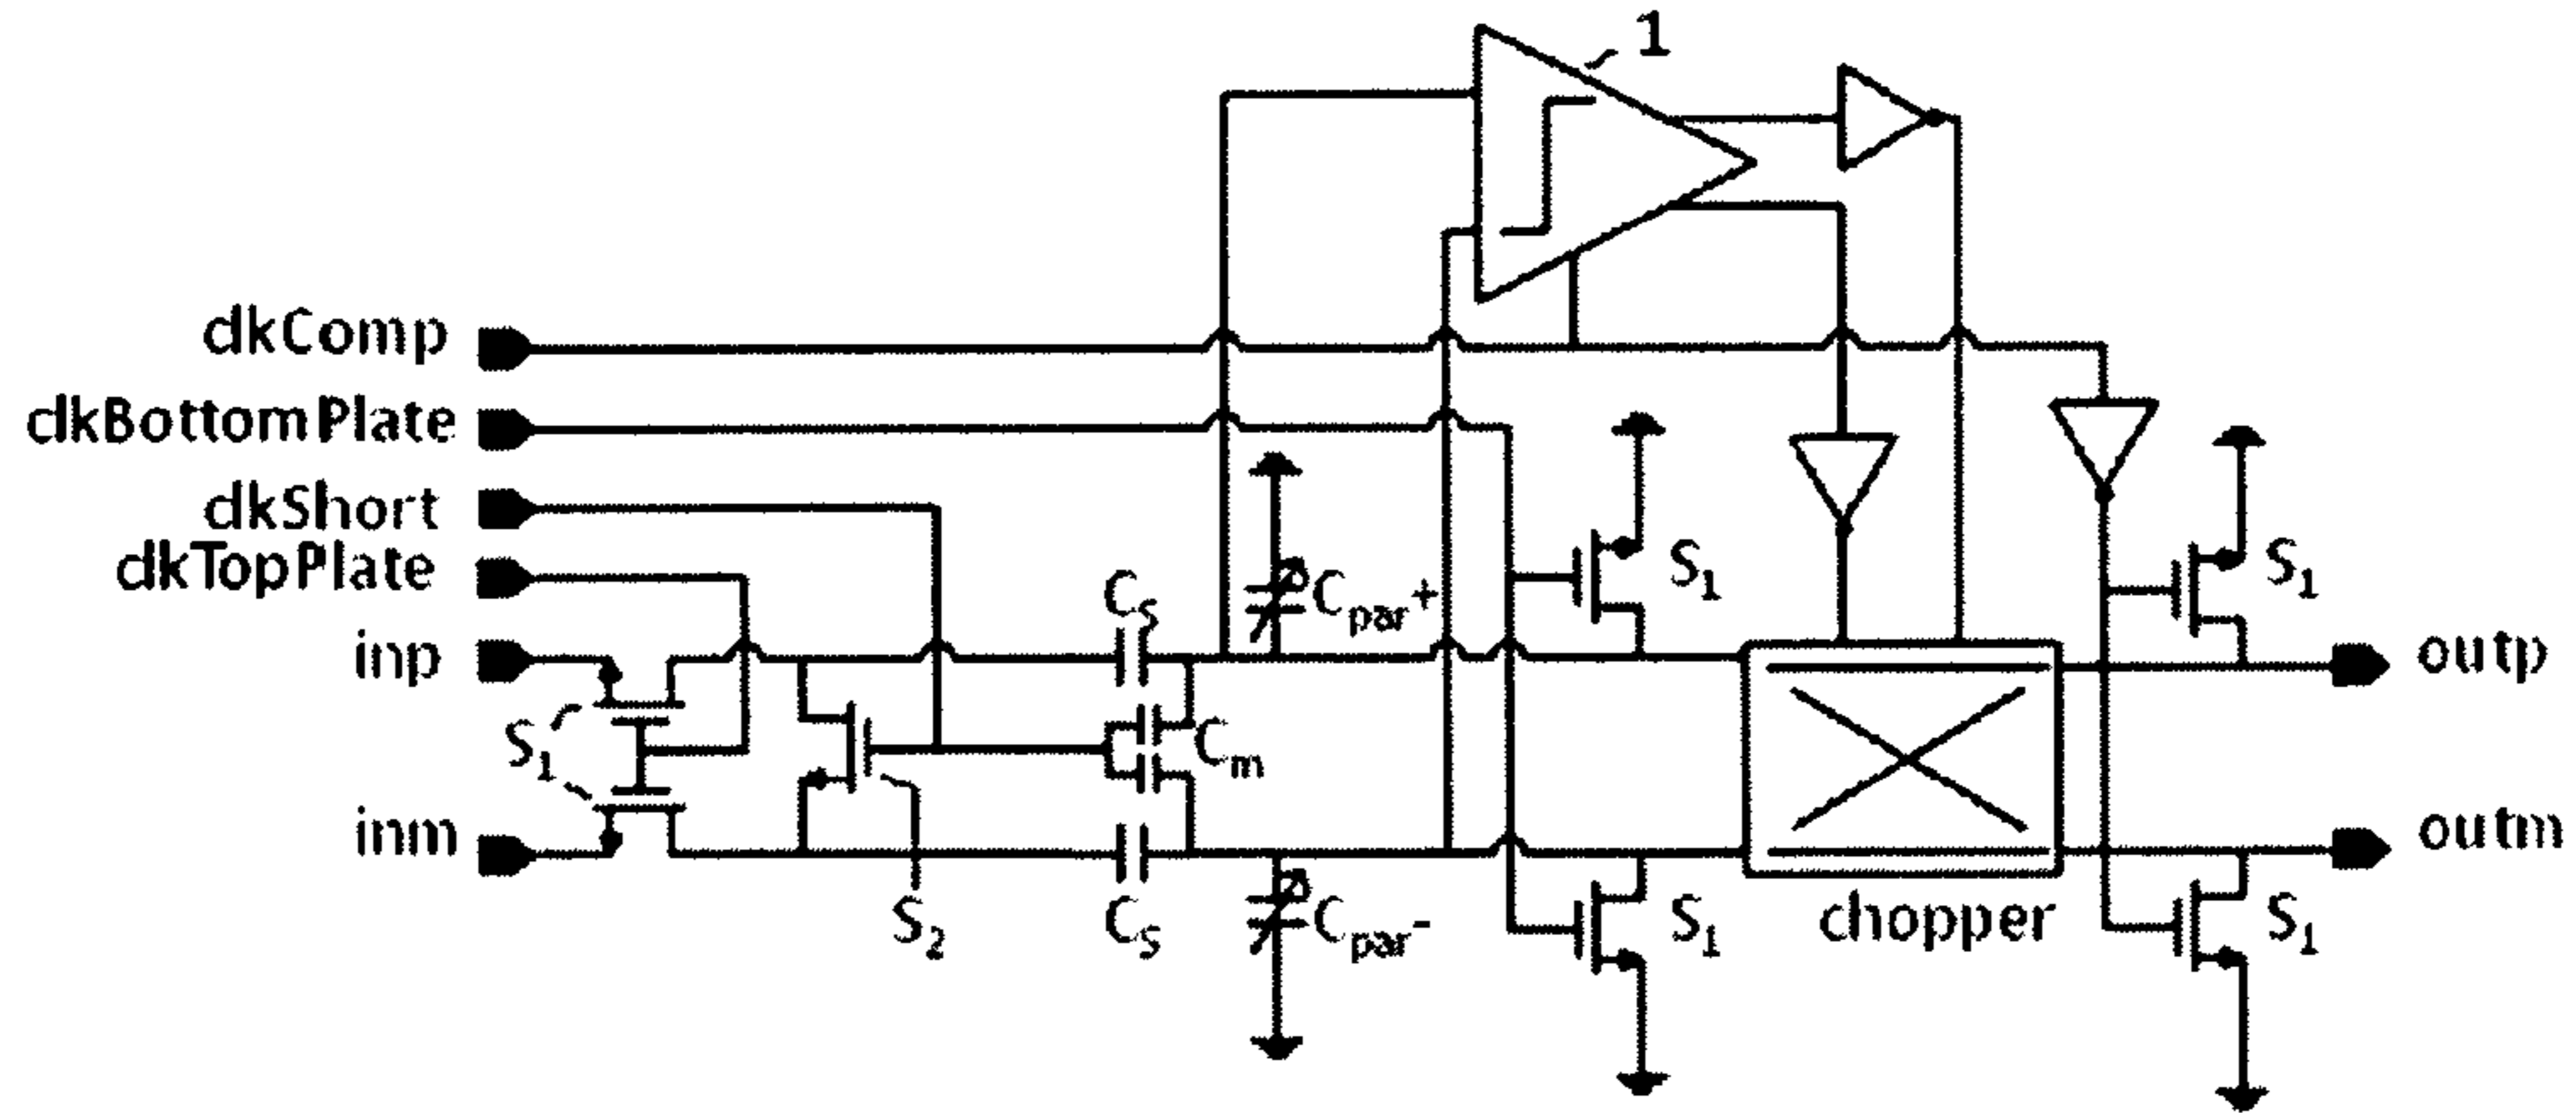 1
clkComp
clkBottomPlate
clkShort
clkTopPlate
inp
inm
S1
S2
CS
Cm
CS
Cpar+
Cpar-
S1
S1
chopper
S1
S1
outp
outm